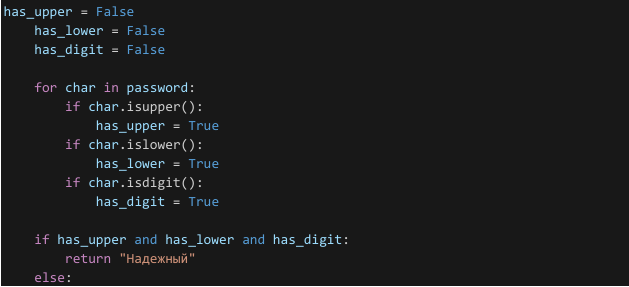 has_upper = False
    has_lower = False
    has_digit = False

    for char in password:
        if char.isupper():
            has_upper = True
        if char.islower():
            has_lower = True
        if char.isdigit():
            has_digit = True

    if has_upper and has_lower and has_digit:
        return "Надежный"
    else: